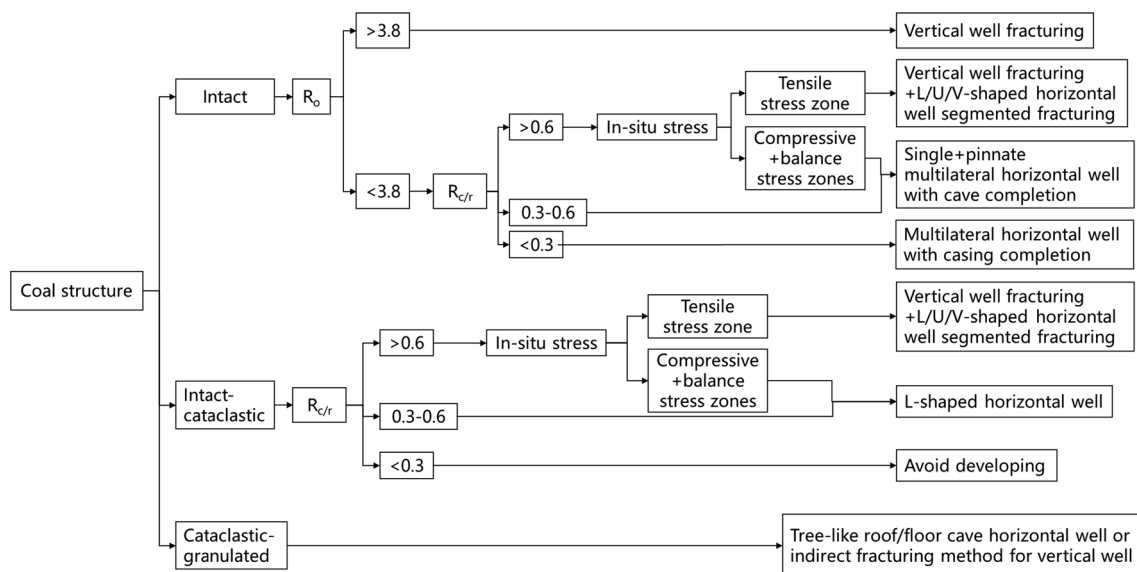 Coal structure
Intact
Ro
>3.8
Vertical well fracturing
<3.8
Rc/r
>0.6
In-situ stress
Tensile
stress zone
Vertical well fracturing
+L/U/V-shaped horizontal
well segmented fracturing
Compressive
+balance
stress zones
Single+pinnate
multilateral horizontal well
with cave completion
0.3-0.6
<0.3
Multilateral horizontal well
with casing completion
Intact-
cataclastic
Rc/r
>0.6
In-situ stress
Tensile
stress zone
Vertical well fracturing
+L/U/V-shaped horizontal
well segmented fracturing
Compressive
+balance
stress zones
L-shaped horizontal well
0.3-0.6
<0.3
Avoid developing
Cataclastic-
granulated
Tree-like roof/floor cave horizontal well or
indirect fracturing method for vertical well